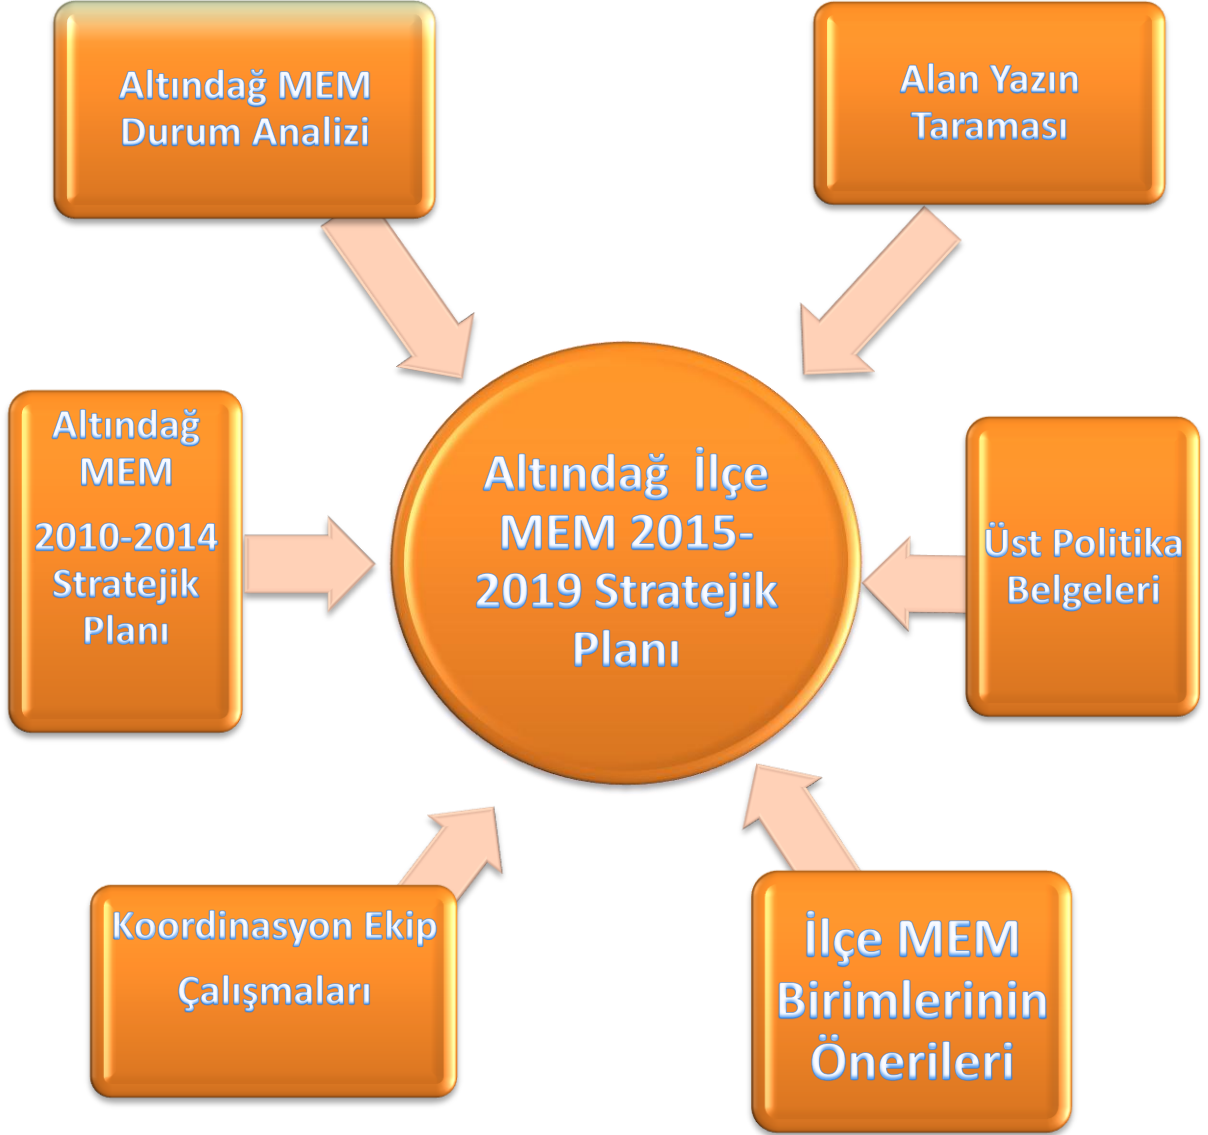 Altındağ MEM
Durum Analizi
Alan Yazın
Taraması
Altındağ
MEM
2010-2014
Stratejik
Planı
Altındağ İlçe
MEM 2015-
2019 Stratejik
Planı
Üst Politika
Belgeleri
Koordinasyon Ekip
Çalışmaları
İlçe MEM
Birimlerinin
Önerileri